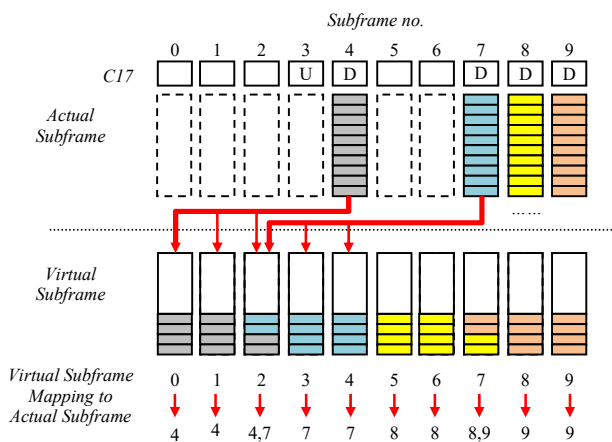 Subframe no.
0 1 2 3 4 5 6 7 8 9
C17 U D D D D
Actual
Subframe
......
Virtual
Subframe
Virtual Subframe
Mapping to
Actual Subframe
0 1 2 3 4 5 6 7 8 9
4 4 4,7 7 7 8 8 8,9 9 9